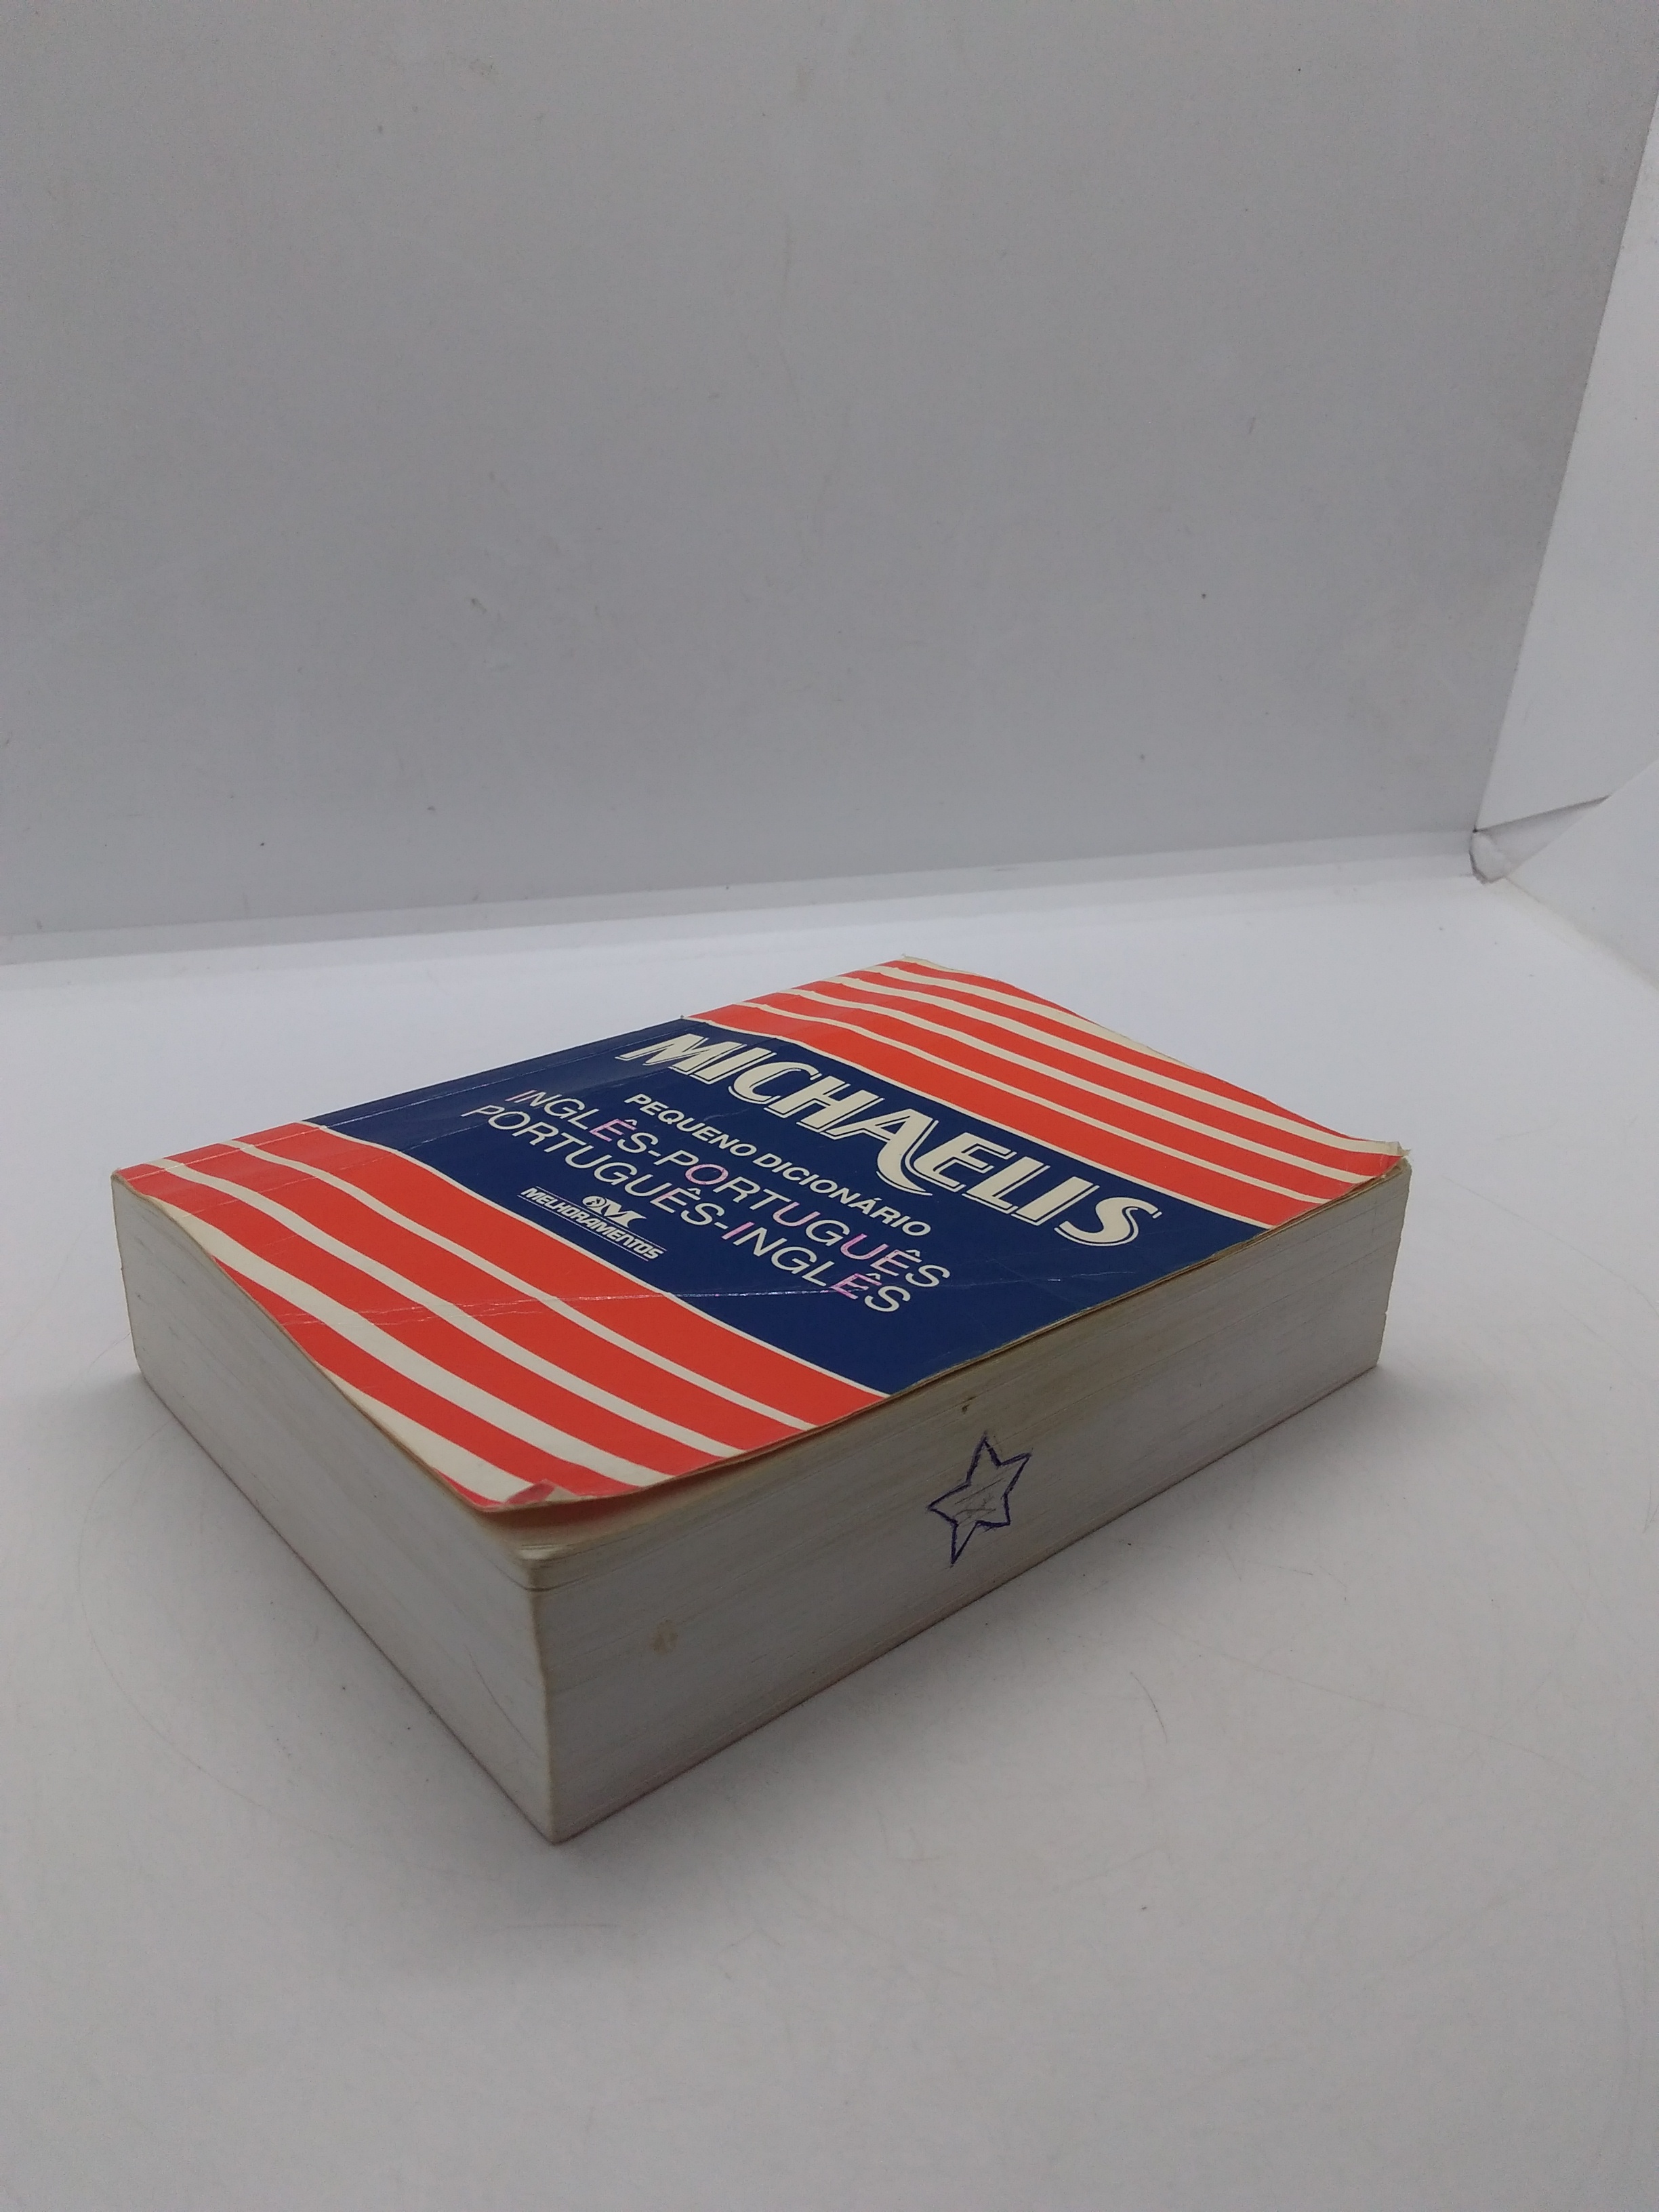 MICHAELIS
PEQUENO DICIONÁRIO
INGLÊS-PORTUGUÊS
PORTUGUÊS-INGLÊS
MELHORAMENTOS